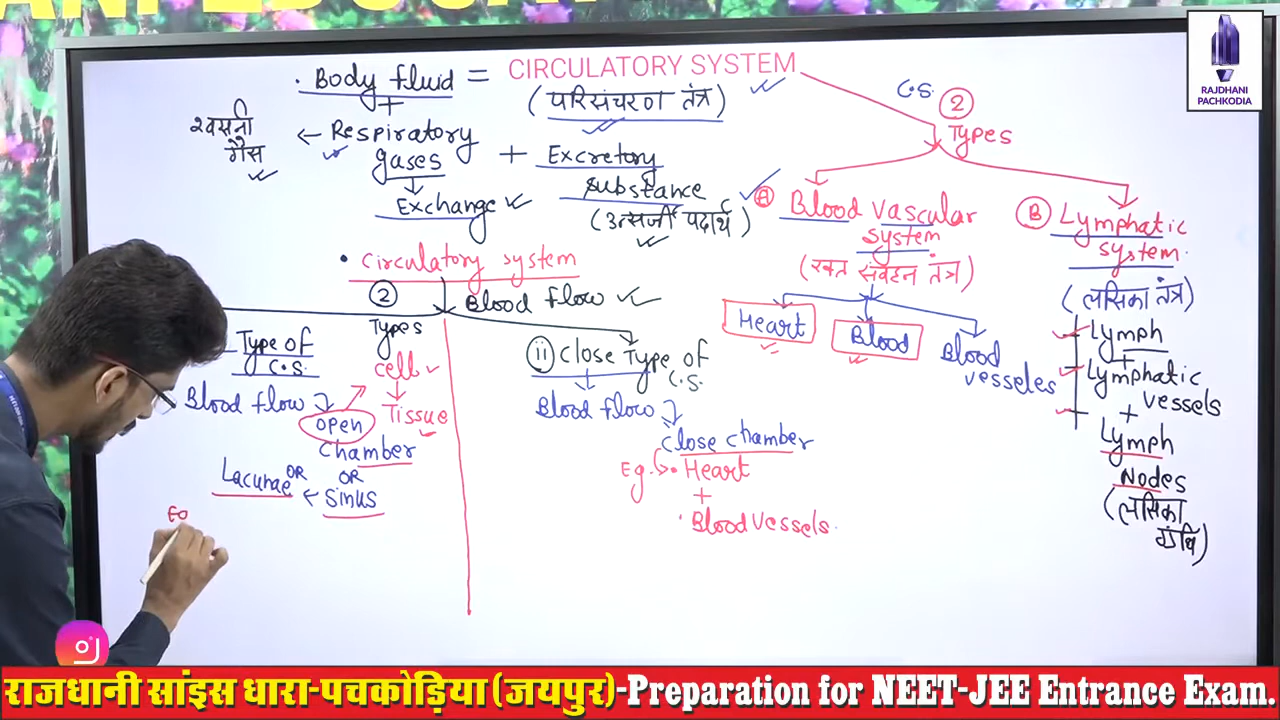 RAJDHANI
PACHKODIA
• Body fluid = CIRCULATORY SYSTEM
(परिसंचरण तंत्र)
+
श्वसनी
गैस
← Respiratory
gases
+ Excretory
substance
(उत्सर्जी पदार्थ)
↓
Exchange
C.S. 2
Types
A Blood vascular
system
(रक्त संवहन तंत्र)
Heart
Blood
Blood
vesseles
B Lymphatic
system.
(लसिका तंत्र)
Lymph
+
Lymphatic
vessels
+
Lymph
Nodes
(लसिका
ग्रंथि)
• circulatory system
2
Types
Blood flow
Type of
C.S.
Blood flow
open
chamber
OR
Sinus
OR
← Lacunae
cell
↓
Tissue
ii Close Type of
C.S.
Blood flow
Close chamber
Eg. → • Heart
+
• Blood Vessels.
राजधानी सांइस धारा-पचकोड़िया (जयपुर)-Preparation for NEET-JEE Entrance Exam.